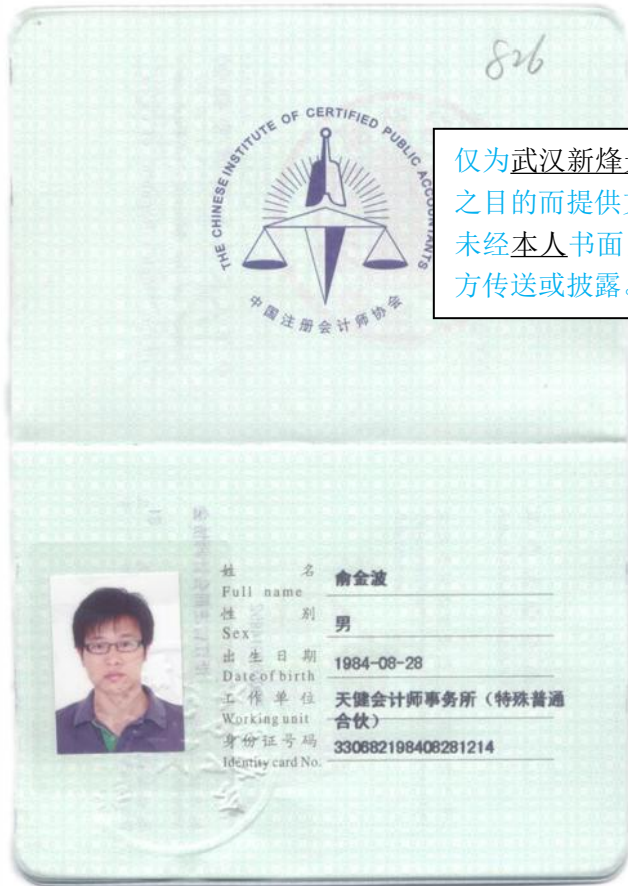 826
THE CHINESE INSTITUTE OF CERTIFIED PUBLIC ACCOUNTANTS
中国注册会计师协会
仅为武汉新烽
之目的而提供
未经本人书面
方传送或披露。
姓 名
Full name
俞金波
性 别
Sex
男
出生日期
Date of birth
1984-08-28
工作单位
Working unit
天健会计师事务所（特殊普通
合伙）
身份证号码
Identity card No.
330682198408281214